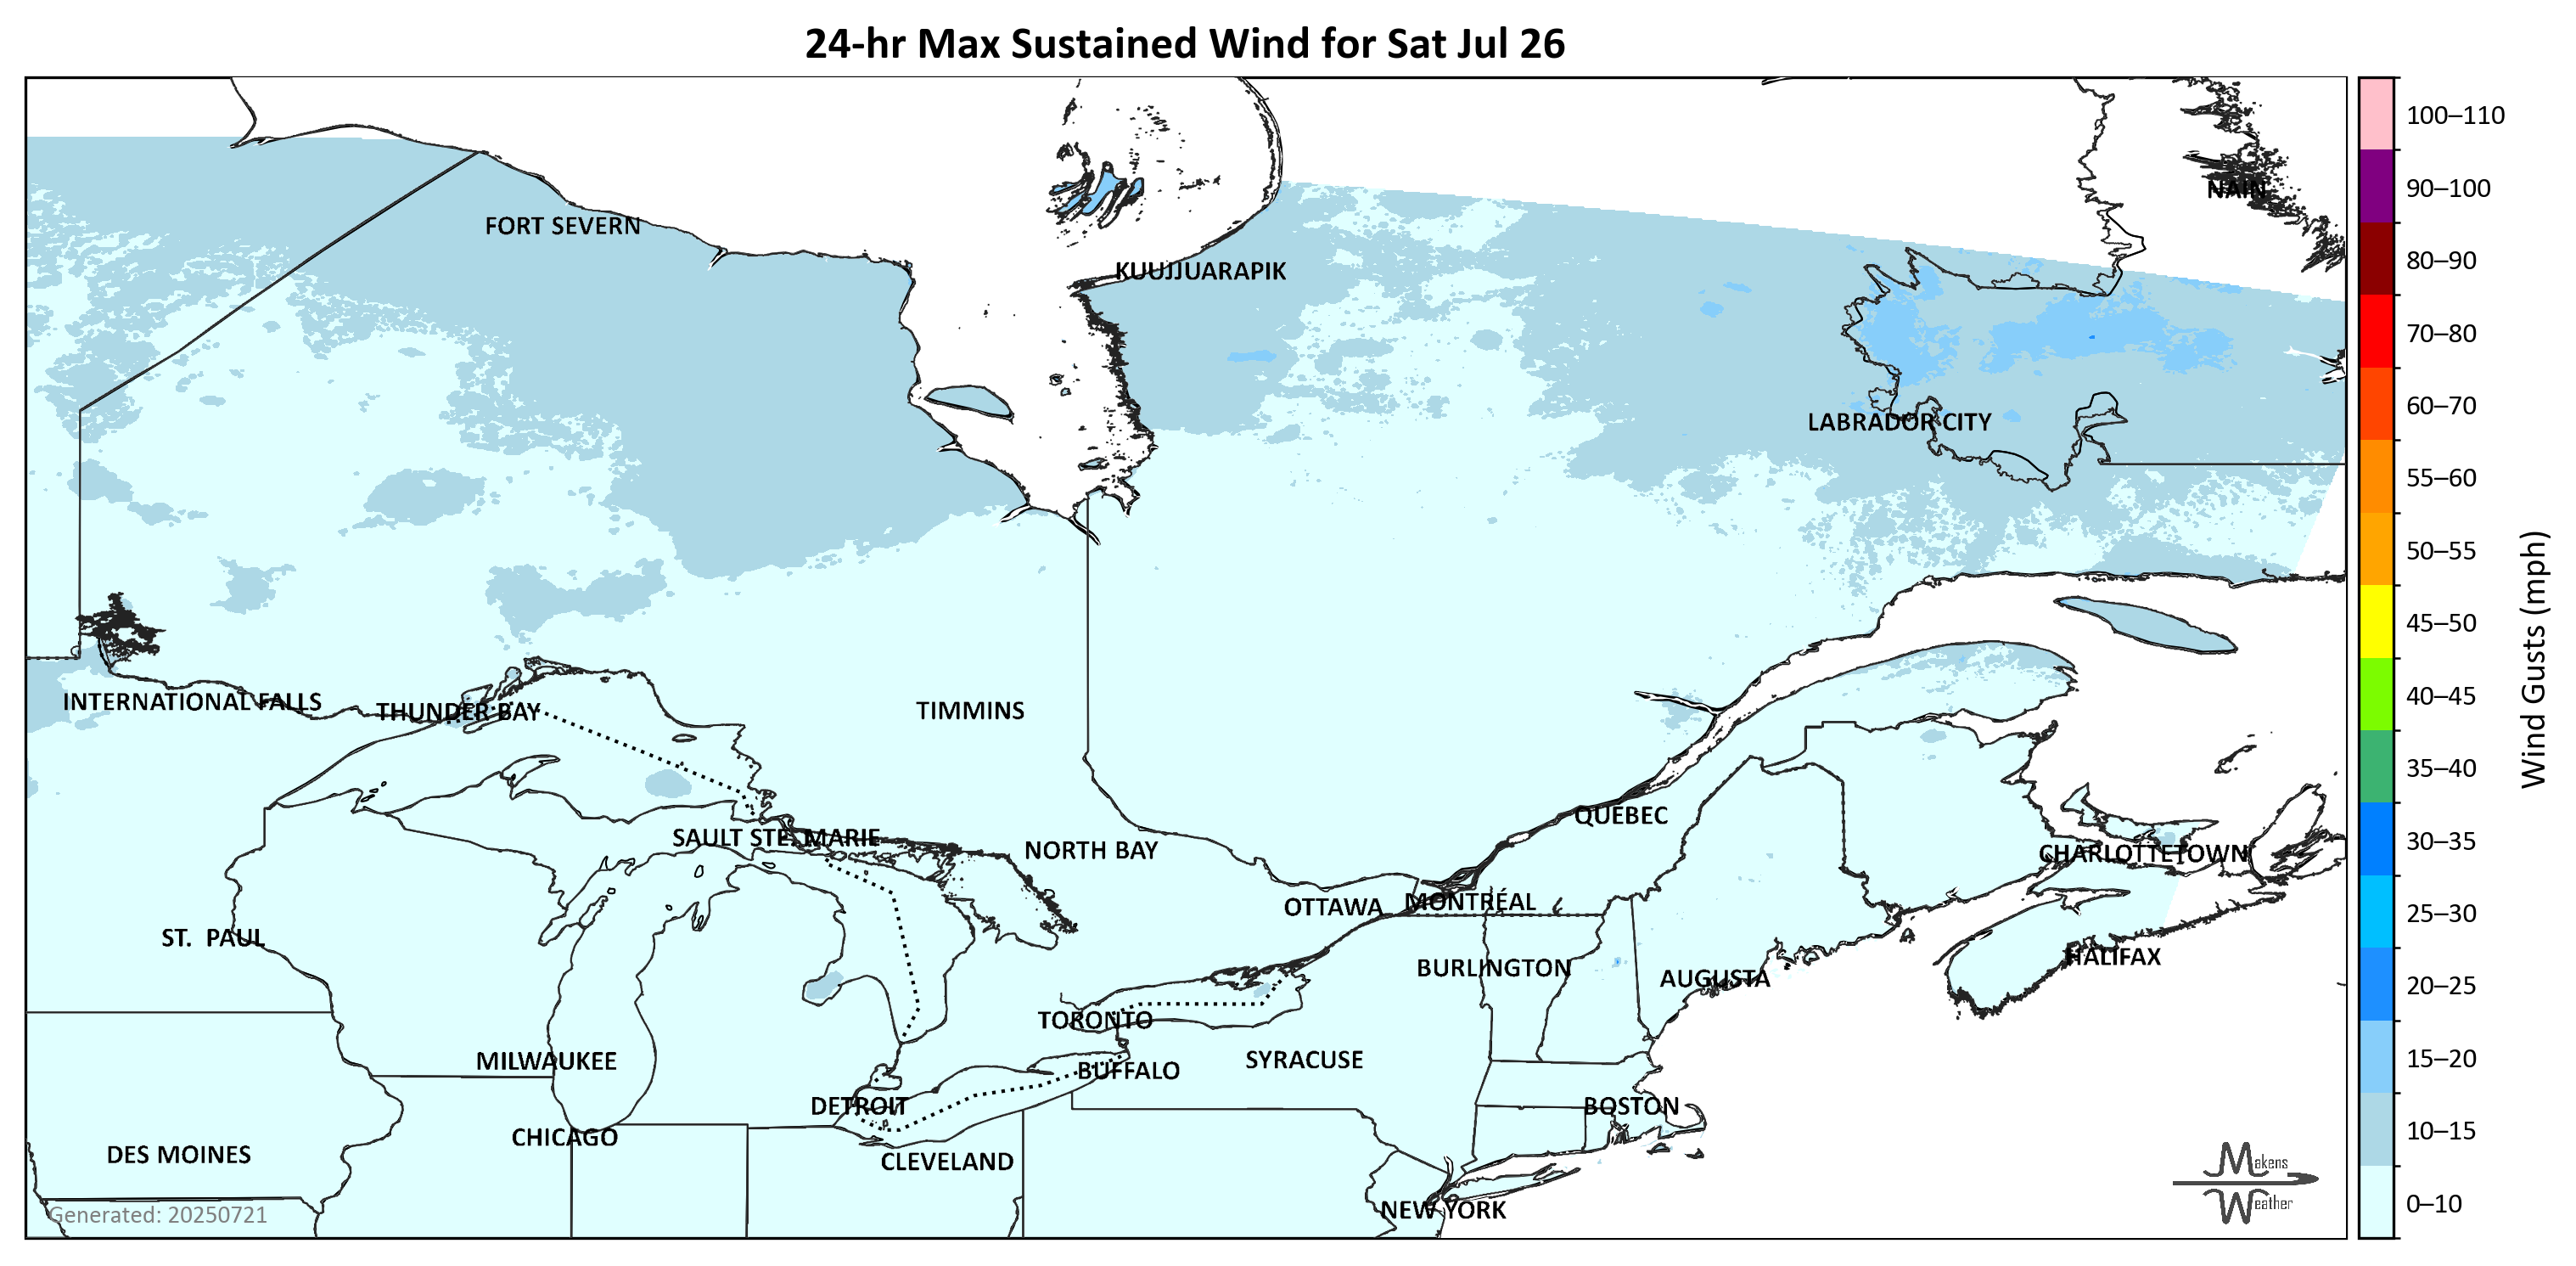 24-hr Max Sustained Wind for Sat Jul 26
100–110
90–100
NAIN
FORT SEVERN
80–90
KUUJJUARAPIK
70–80
60–70
LABRADOR CITY
55–60
50–55
45–50
Wind Gusts (mph)
40–45
INTERNATIONAL FALLS
THUNDER BAY
TIMMINS
35–40
QUÉBEC
30–35
SAULT STE. MARIE
NORTH BAY
CHARLOTTETOWN
OTTAWA
MONTRÉAL
25–30
ST. PAUL
HALIFAX
BURLINGTON
AUGUSTA
20–25
TORONTO
MILWAUKEE
SYRACUSE
15–20
BUFFALO
DETROIT
BOSTON
CHICAGO
10–15
DES MOINES
CLEVELAND
Makens
Weather
0–10
NEW YORK
Generated: 20250721